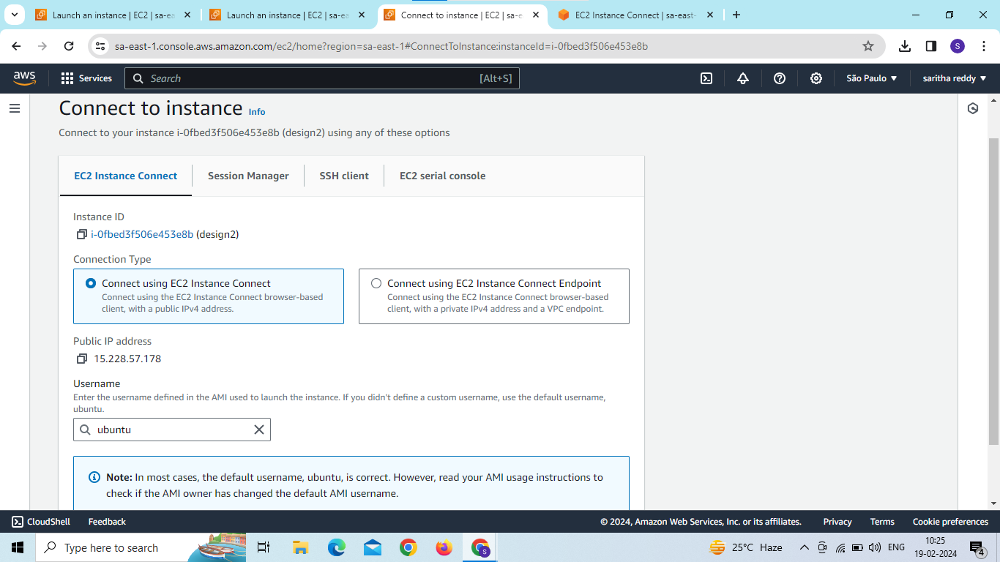 Launch an instance | EC2 | sa-ea
Launch an instance | EC2 | sa-ea
Connect to instance | EC2 | sa-e
EC2 Instance Connect | sa-east-
sa-east-1.console.aws.amazon.com/ec2/home?region=sa-east-1#ConnectToInstance:instanceId=i-0fbed3f506e453e8b
S
aws
Services
Search
[Alt+S]
São Paulo
saritha reddy
Connect to instance Info
Connect to your instance i-0fbed3f506e453e8b (design2) using any of these options
EC2 Instance Connect
Session Manager
SSH client
EC2 serial console
Instance ID
i-0fbed3f506e453e8b (design2)
Connection Type
Connect using EC2 Instance Connect
Connect using the EC2 Instance Connect browser-based
client, with a public IPv4 address.
Connect using EC2 Instance Connect Endpoint
Connect using the EC2 Instance Connect browser-based
client, with a private IPv4 address and a VPC endpoint.
Public IP address
15.228.57.178
Username
Enter the username defined in the AMI used to launch the instance. If you didn't define a custom username, use the default username,
ubuntu.
ubuntu
Note: In most cases, the default username, ubuntu, is correct. However, read your AMI usage instructions to
check if the AMI owner has changed the default AMI username.
CloudShell
Feedback
© 2024, Amazon Web Services, Inc. or its affiliates.
Privacy
Terms
Cookie preferences
Type here to search
S
25°C Haze
ENG
10:25
19-02-2024
4